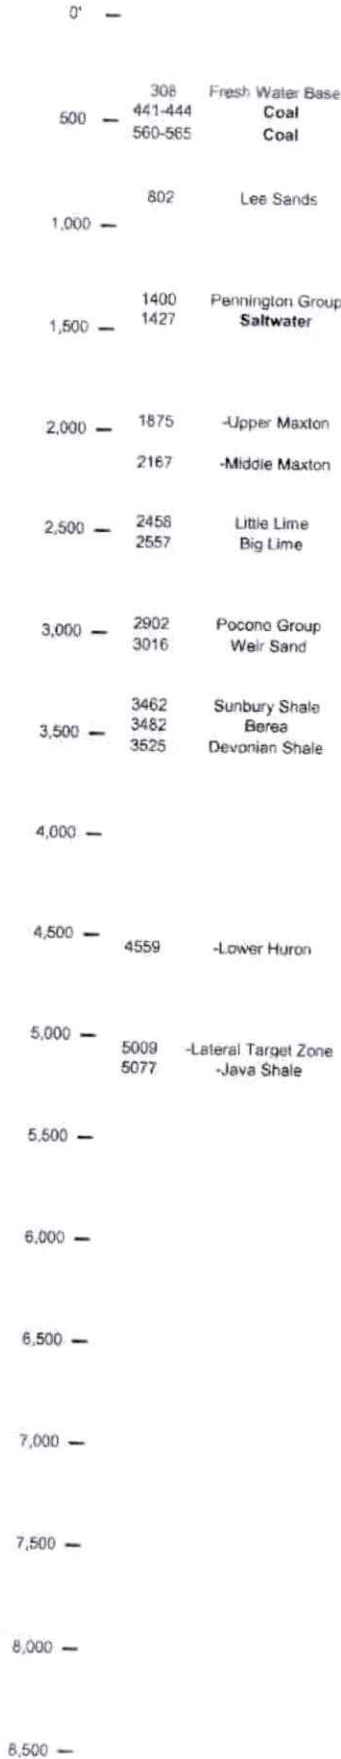 0'
308 Fresh Water Base
441-444 Coal
500
560-565 Coal
802 Lee Sands
1,000
1400 Pennington Group
1427 Saltwater
1,500
1875 -Upper Maxton
2,000
2167 -Middle Maxton
2458 Little Lime
2,500
2557 Big Lime
2902 Pocono Group
3,000
3016 Weir Sand
3462 Sunbury Shale
3482 Berea
3,500
3525 Devonian Shale
4,000
4,500
4559 -Lower Huron
5,000
5009 -Lateral Target Zone
5077 -Java Shale
5,500
6,000
6,500
7,000
7,500
8,000
8,500